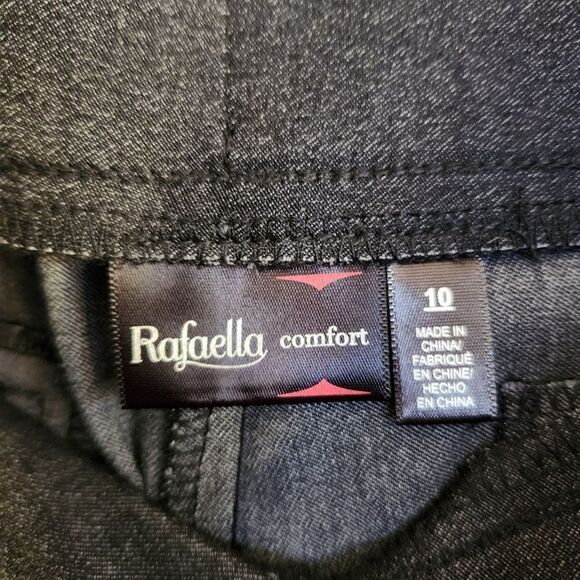 Rafaella comfort
10
MADE IN
CHINA/
FABRIQUÉ
EN CHINE/
HECHO
EN CHINA